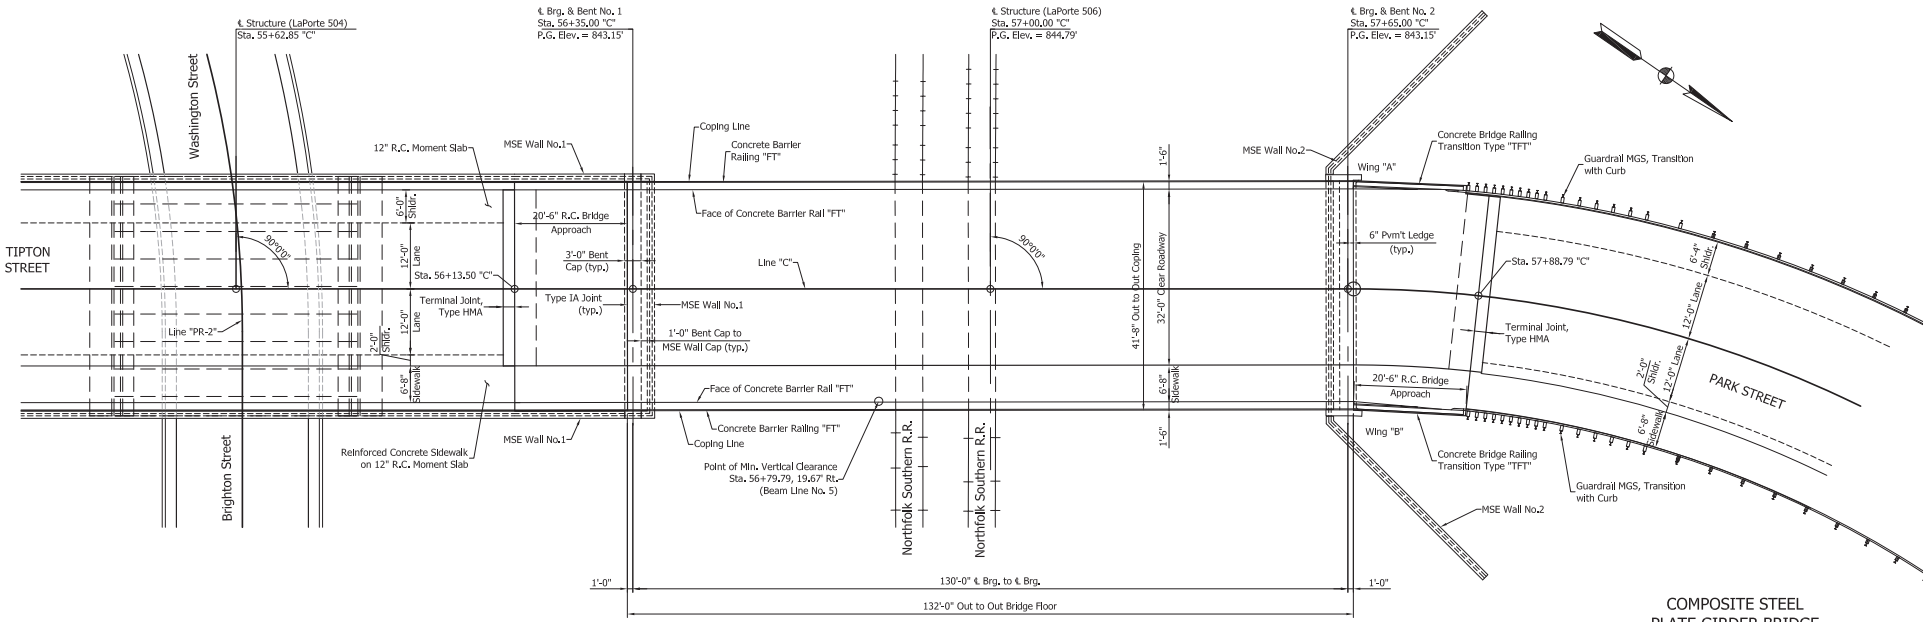 ℄ Structure (LaPorte 504)
Sta. 55+62.85 "C"
℄ Brg. & Bent No. 1
Sta. 56+35.00 "C"
P.G. Elev. = 843.15'
℄ Structure (LaPorte 506)
Sta. 57+00.00 "C"
P.G. Elev. = 844.79'
℄ Brg. & Bent No. 2
Sta. 57+65.00 "C"
P.G. Elev. = 843.15'
Washington Street
12" R.C. Moment Slab
MSE Wall No.1
Coping Line
Concrete Barrier
Railing "FT"
1'-6"
MSE Wall No.2
Wing "A"
Concrete Bridge Railing
Transition Type "TFT"
Guardrail MGS, Transition
with Curb
TIPTON
STREET
90°0'0"
6'-0"
Shldr.
12'-0"
Lane
20'-6" R.C. Bridge
Approach
3'-0" Bent
Cap (typ.)
Face of Concrete Barrier Rail "FT"
Line "C"
90°0'0"
41'-8" Out to Out Coping
32'-0" Clear Roadway
6" Pvm't Ledge
(typ.)
Sta. 57+88.79 "C"
6'-4"
Shldr.
12'-0" Lane
Sta. 56+13.50 "C"
Terminal Joint,
Type HMA
Type IA Joint
(typ.)
MSE Wall No.1
1'-0" Bent Cap to
MSE Wall Cap (typ.)
Line "PR-2"
12'-0"
Lane
2'-0"
Shldr.
6'-8"
Sidewalk
Terminal Joint,
Type HMA
2'-0"
Shldr.
12'-0" Lane
PARK STREET
6'-8"
Sidewalk
20'-6" R.C. Bridge
Approach
Face of Concrete Barrier Rail "FT"
6'-8"
Sidewalk
Concrete Barrier Railing "FT"
Coping Line
MSE Wall No.1
1'-6"
Wing "B"
Concrete Bridge Railing
Transition Type "TFT"
Reinforced Concrete Sidewalk
on 12" R.C. Moment Slab
Point of Min. Vertical Clearance
Sta. 56+79.79, 19.67' Rt.
(Beam Line No. 5)
Brighton Street
Northfolk Southern R.R.
Northfolk Southern R.R.
Guardrail MGS, Transition
with Curb
MSE Wall No.2
1'-0"
130'-0" ℄ Brg. to ℄ Brg.
1'-0"
132'-0" Out to Out Bridge Floor
COMPOSITE STEEL
PLATE GIRDER BRIDGE